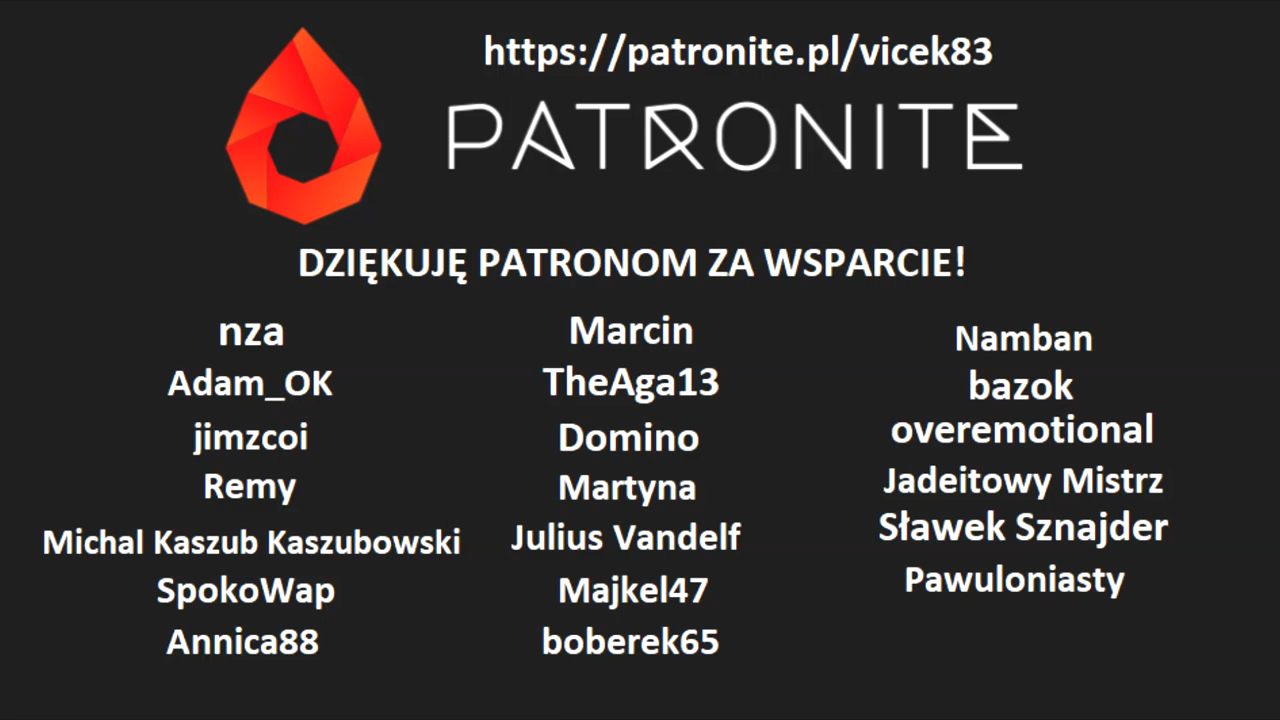 https://patronite.pl/vicek83
PATRONITE
DZIĘKUJĘ PATRONOM ZA WSPARCIE!
nza
Adam_OK
jimzcoi
Remy
Michal Kaszub Kaszubowski
SpokoWap
Annica88
Marcin
TheAga13
Domino
Martyna
Julius Vandelf
Majkel47
boberek65
Namban
bazok
overemotional
Jadeitowy Mistrz
Sławek Sznajder
Pawuloniasty